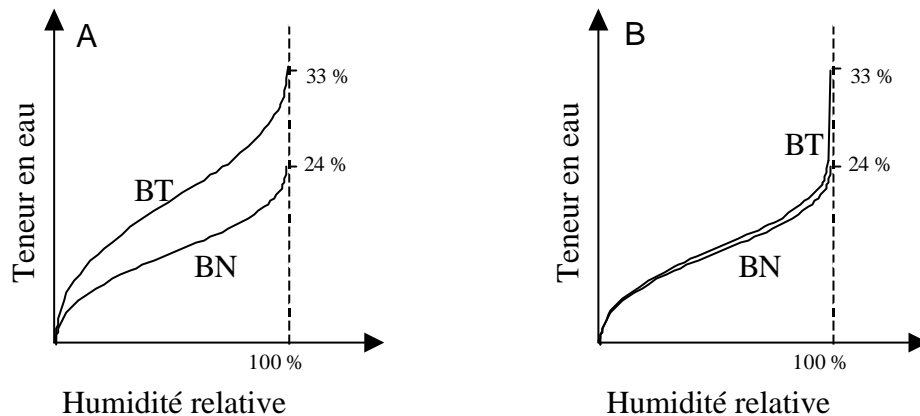 A
Teneur en eau
33 %
24 %
BT
BN
100 %
Humidité relative
B
Teneur en eau
33 %
24 %
BT
BN
100 %
Humidité relative